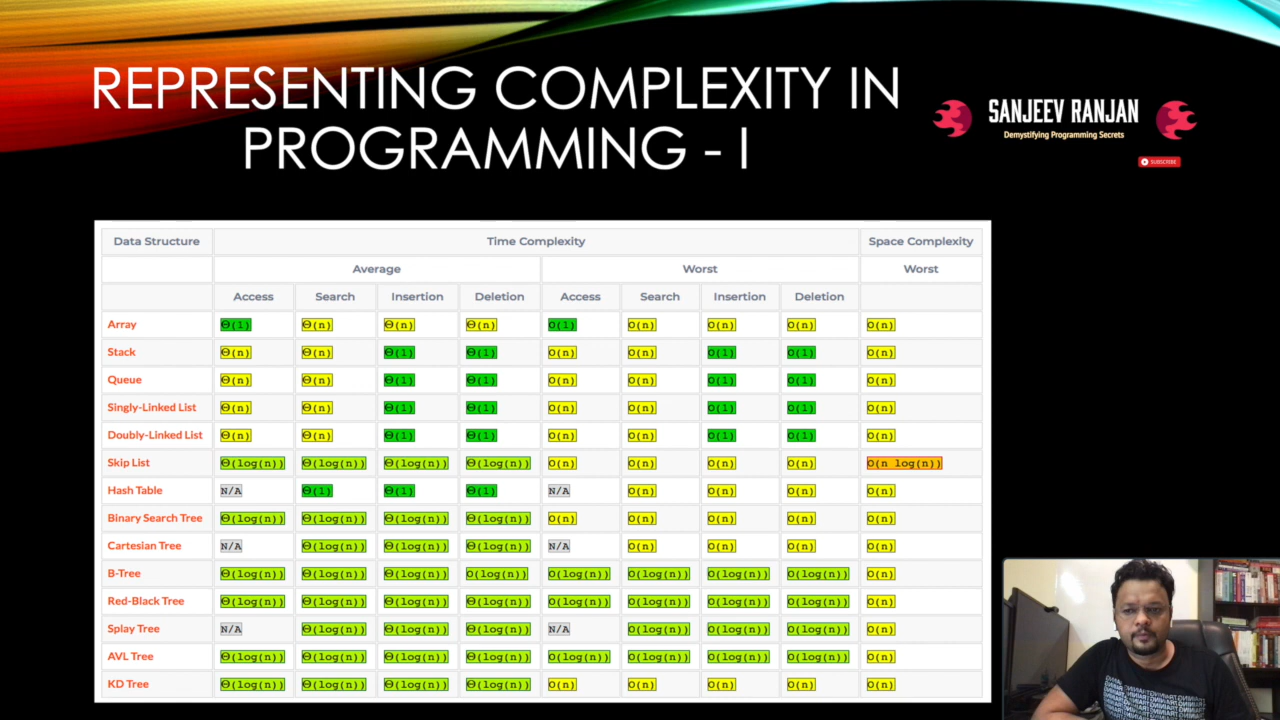 REPRESENTING COMPLEXITY IN
PROGRAMMING - I
SANJEEV RANJAN
Demystifying Programming Secrets
SUBSCRIBE
Data Structure Time Complexity Space Complexity
Average Worst Worst
Access Search Insertion Deletion Access Search Insertion Deletion
Array Θ(1) Θ(n) Θ(n) Θ(n) O(1) O(n) O(n) O(n) O(n)
Stack Θ(n) Θ(n) Θ(1) Θ(1) O(n) O(n) O(1) O(1) O(n)
Queue Θ(n) Θ(n) Θ(1) Θ(1) O(n) O(n) O(1) O(1) O(n)
Singly-Linked List Θ(n) Θ(n) Θ(1) Θ(1) O(n) O(n) O(1) O(1) O(n)
Doubly-Linked List Θ(n) Θ(n) Θ(1) Θ(1) O(n) O(n) O(1) O(1) O(n)
Skip List Θ(log(n)) Θ(log(n)) Θ(log(n)) Θ(log(n)) O(n) O(n) O(n) O(n) O(n log(n))
Hash Table N/A Θ(1) Θ(1) Θ(1) N/A O(n) O(n) O(n) O(n)
Binary Search Tree Θ(log(n)) Θ(log(n)) Θ(log(n)) Θ(log(n)) O(n) O(n) O(n) O(n) O(n)
Cartesian Tree N/A Θ(log(n)) Θ(log(n)) Θ(log(n)) N/A O(n) O(n) O(n) O(n)
B-Tree Θ(log(n)) Θ(log(n)) Θ(log(n)) O(log(n)) O(log(n)) O(log(n)) O(log(n)) O(log(n)) O(n)
Red-Black Tree Θ(log(n)) Θ(log(n)) Θ(log(n)) Θ(log(n)) O(log(n)) O(log(n)) O(log(n)) O(log(n)) O(n)
Splay Tree N/A Θ(log(n)) Θ(log(n)) Θ(log(n)) N/A O(log(n)) O(log(n)) O(log(n)) O(n)
AVL Tree Θ(log(n)) Θ(log(n)) Θ(log(n)) Θ(log(n)) O(log(n)) O(log(n)) O(log(n)) O(log(n)) O(n)
KD Tree Θ(log(n)) Θ(log(n)) Θ(log(n)) Θ(log(n)) O(n) O(n) O(n) O(n) O(n)